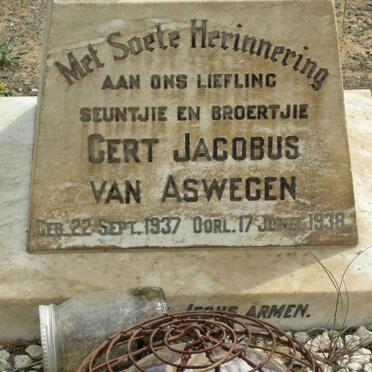 Met Soete Herinnering
AAN ONS LIEFLING
SEUNTJIE EN BROERTJIE
GERT JACOBUS
VAN ASWEGEN
GEB. 22 SEPT. 1937 OORL. 17 1938
JESUS ARMEN.